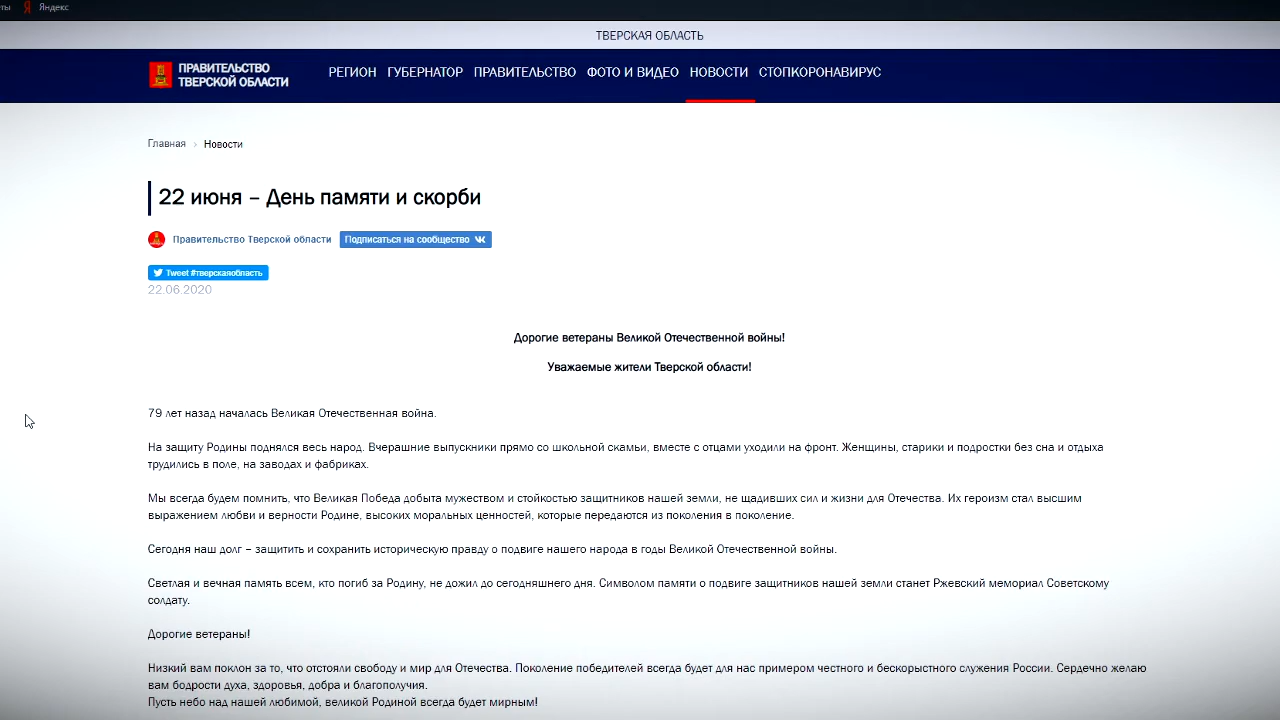 ты Яндекс
ТВЕРСКАЯ ОБЛАСТЬ
ПРАВИТЕЛЬСТВО
ТВЕРСКОЙ ОБЛАСТИ
РЕГИОН ГУБЕРНАТОР ПРАВИТЕЛЬСТВО ФОТО И ВИДЕО НОВОСТИ СТОПКОРОНАВИРУС
Главная › Новости
22 июня – День памяти и скорби
Правительство Тверской области Подписаться на сообщество
Tweet #тверскаяобласть
22.06.2020
Дорогие ветераны Великой Отечественной войны!
Уважаемые жители Тверской области!
79 лет назад началась Великая Отечественная война.
На защиту Родины поднялся весь народ. Вчерашние выпускники прямо со школьной скамьи, вместе с отцами уходили на фронт. Женщины, старики и подростки без сна и отдыха
трудились в поле, на заводах и фабриках.
Мы всегда будем помнить, что Великая Победа добыта мужеством и стойкостью защитников нашей земли, не щадивших сил и жизни для Отечества. Их героизм стал высшим
выражением любви и верности Родине, высоких моральных ценностей, которые передаются из поколения в поколение.
Сегодня наш долг – защитить и сохранить историческую правду о подвиге нашего народа в годы Великой Отечественной войны.
Светлая и вечная память всем, кто погиб за Родину, не дожил до сегодняшнего дня. Символом памяти о подвиге защитников нашей земли станет Ржевский мемориал Советскому
солдату.
Дорогие ветераны!
Низкий вам поклон за то, что отстояли свободу и мир для Отечества. Поколение победителей всегда будет для нас примером честного и бескорыстного служения России. Сердечно желаю
вам бодрости духа, здоровья, добра и благополучия.
Пусть небо над нашей любимой, великой Родиной всегда будет мирным!